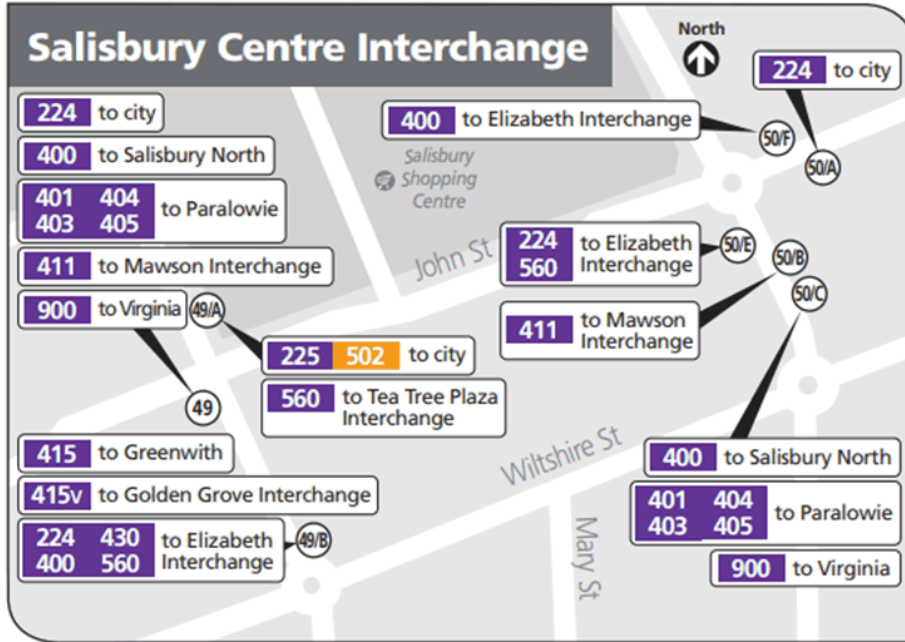 Salisbury Centre Interchange
North
224 to city
224 to city
400 to Salisbury North
401 404
403 405
to Paralowie
411 to Mawson Interchange
900 to Virginia
49/A
225 502 to city
560 to Tea Tree Plaza
Interchange
49
415 to Greenwith
415V to Golden Grove Interchange
224 430
400 560
to Elizabeth
Interchange
49/B
400 to Elizabeth Interchange
50/F
50/A
Salisbury
Shopping
Centre
John St
224
560
to Elizabeth
Interchange
50/E
50/B
411 to Mawson
Interchange
50/C
Wiltshire St
Mary St
400 to Salisbury North
401 404
403 405
to Paralowie
900 to Virginia